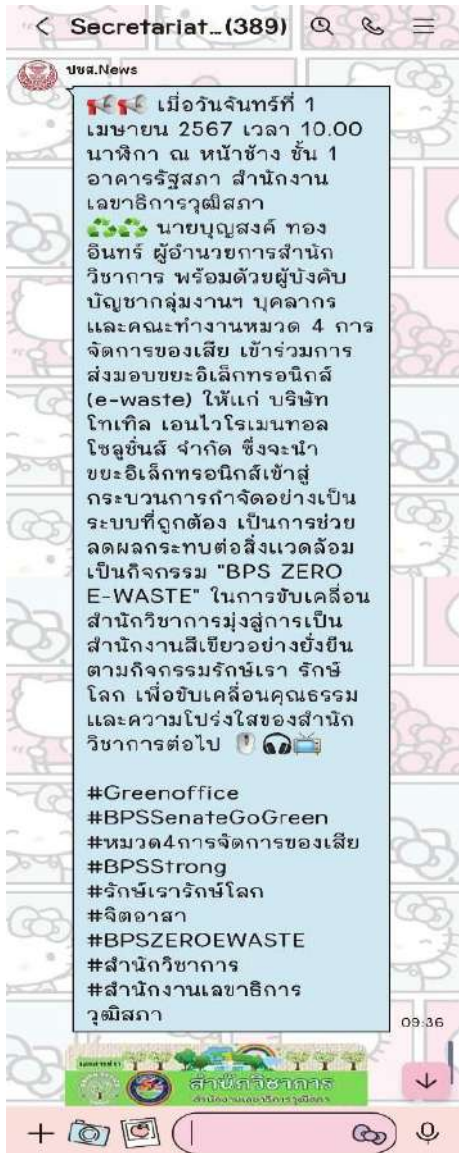 Secretariat...(389)
ปชส.News
เมื่อวันจันทร์ที่ 1
เมษายน 2567 เวลา 10.00
นาฬิกา ณ หน้าช้าง ชั้น 1
อาคารรัฐสภา สำนักงาน
เลขาธิการวุฒิสภา
นายบุญสงค์ ทอง
อินทร์ ผู้อำนวยการสำนัก
วิชาการ พร้อมด้วยผู้บังคับ
บัญชากลุ่มงานฯ บุคลากร
และคณะทำงานหมวด 4 การ
จัดการของเสีย เข้าร่วมการ
ส่งมอบขยะอิเล็กทรอนิกส์
(e-waste) ให้แก่ บริษัท
โทเทิล เอนไวโรเมนทอล
โซลูชั่นส์ จำกัด ซึ่งจะนำ
ขยะอิเล็กทรอนิกส์เข้าสู่
กระบวนการกำจัดอย่างเป็น
ระบบที่ถูกต้อง เป็นการช่วย
ลดผลกระทบต่อสิ่งแวดล้อม
เป็นกิจกรรม "BPS ZERO
E-WASTE" ในการขับเคลื่อน
สำนักวิชาการมุ่งสู่การเป็น
สำนักงานสีเขียวอย่างยั่งยืน
ตามกิจกรรมรักษ์เรา รักษ์
โลก เพื่อขับเคลื่อนคุณธรรม
และความโปร่งใสของสำนัก
วิชาการต่อไป
#Greenoffice
#BPSSenateGoGreen
#หมวด4การจัดการของเสีย
#BPSStrong
#รักษ์เรารักษ์โลก
#จิตอาสา
#BPSZEROEWASTE
#สำนักวิชาการ
#สำนักงานเลขาธิการ
วุฒิสภา
09:36
สำนักวิชาการ
สำนักงานเลขาธิการวุฒิสภา